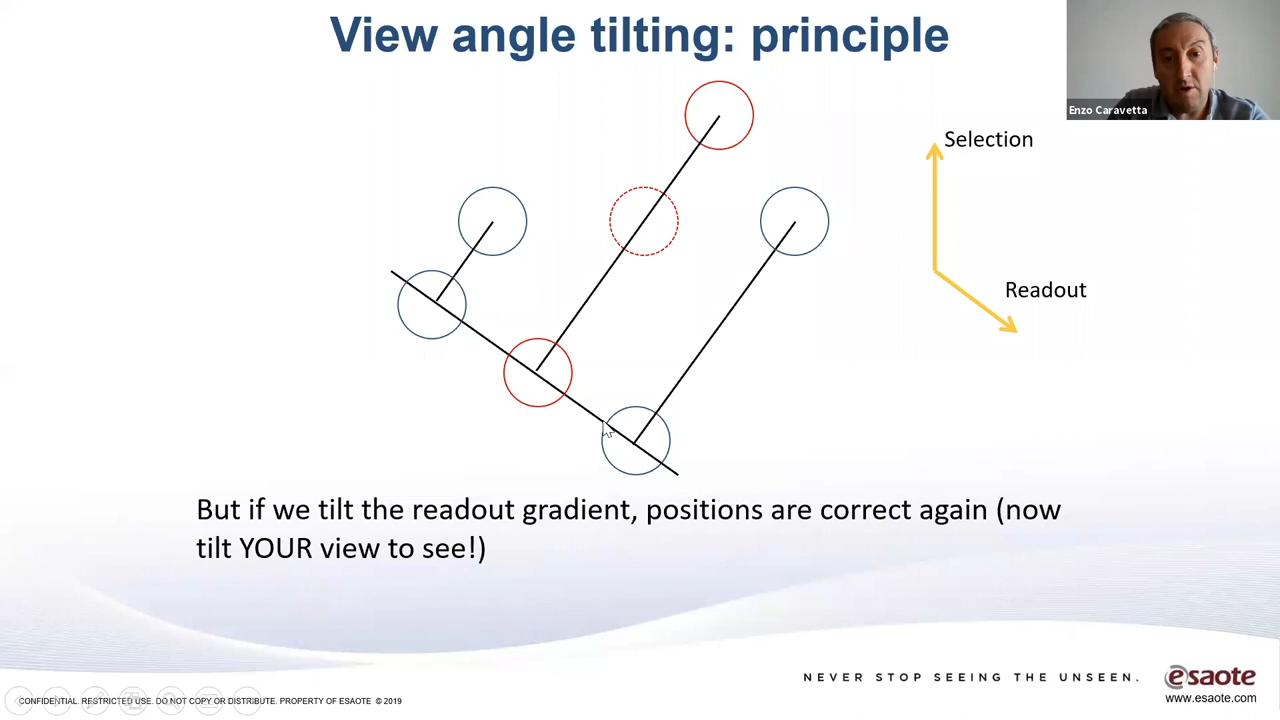 View angle tilting: principle
Enzo Caravetta
Selection
Readout
But if we tilt the readout gradient, positions are correct again (now
tilt YOUR view to see!)
NEVER STOP SEEING THE UNSEEN.
esaote
www.esaote.com
CONFIDENTIAL. RESTRICTED USE. DO NOT COPY OR DISTRIBUTE. PROPERTY OF ESAOTE © 2019